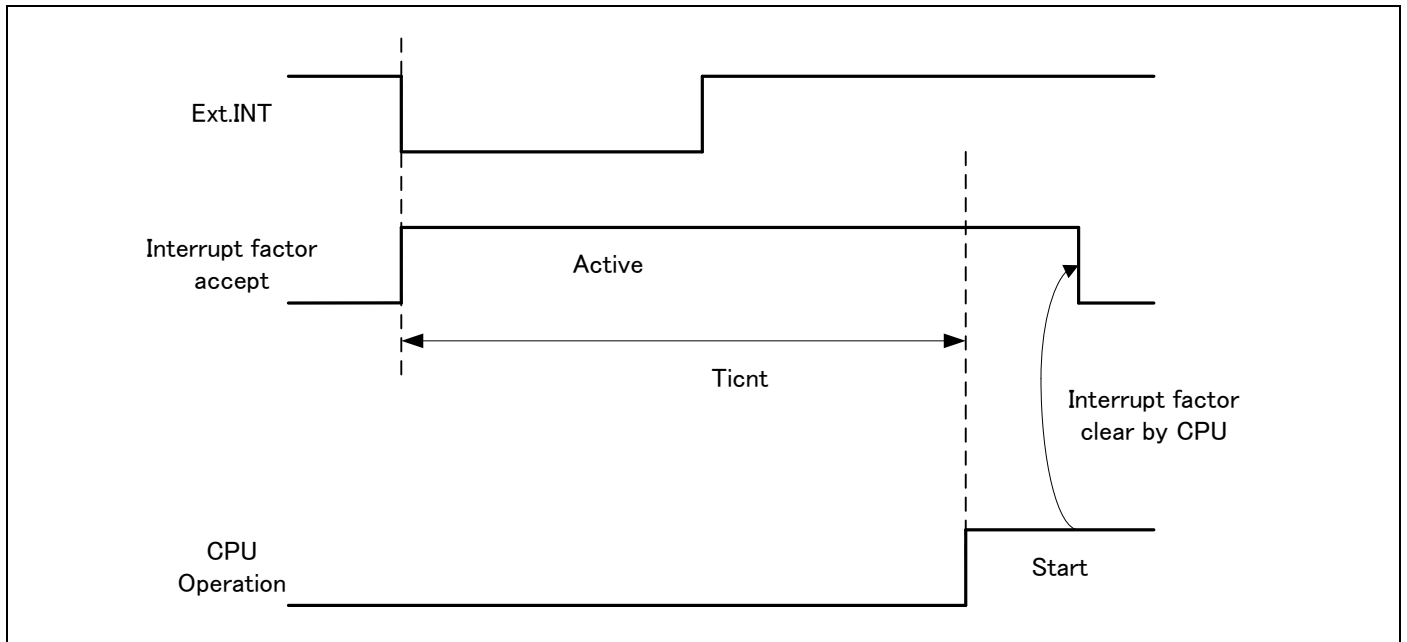 Ext.INT
Interrupt factor
accept
Active
Ticnt
Interrupt factor
clear by CPU
CPU
Operation
Start